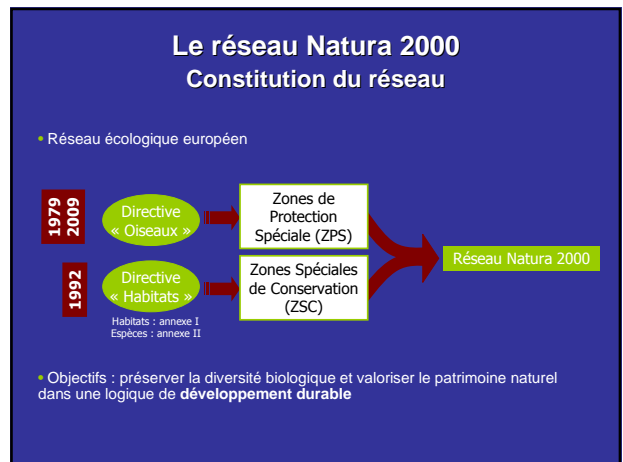 Le réseau Natura 2000
Constitution du réseau
• Réseau écologique européen
1979
2009
Directive
« Oiseaux »
Zones de
Protection
Spéciale (ZPS)
1992
Directive
« Habitats »
Habitats : annexe I
Espèces : annexe II
Zones Spéciales
de Conservation
(ZSC)
Réseau Natura 2000
• Objectifs : préserver la diversité biologique et valoriser le patrimoine naturel
dans une logique de développement durable